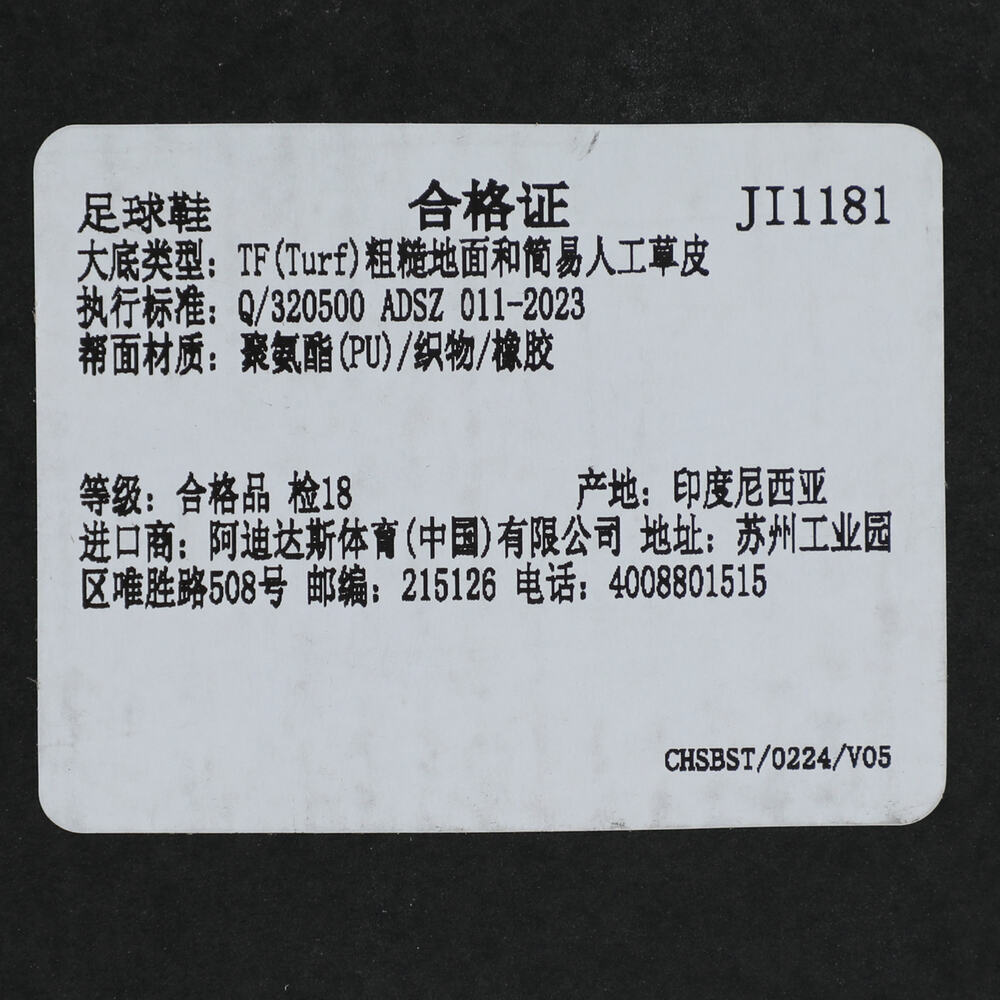 足球鞋 合格证 JI1181
大底类型：TF(Turf)粗糙地面和简易人工草皮
执行标准：Q/320500 ADSZ 011-2023
帮面材质：聚氨酯(PU)/织物/橡胶
等级：合格品 检18 产地：印度尼西亚
进口商：阿迪达斯体育(中国)有限公司 地址：苏州工业园
区唯胜路508号 邮编：215126 电话：4008801515
CHSBST/0224/V05